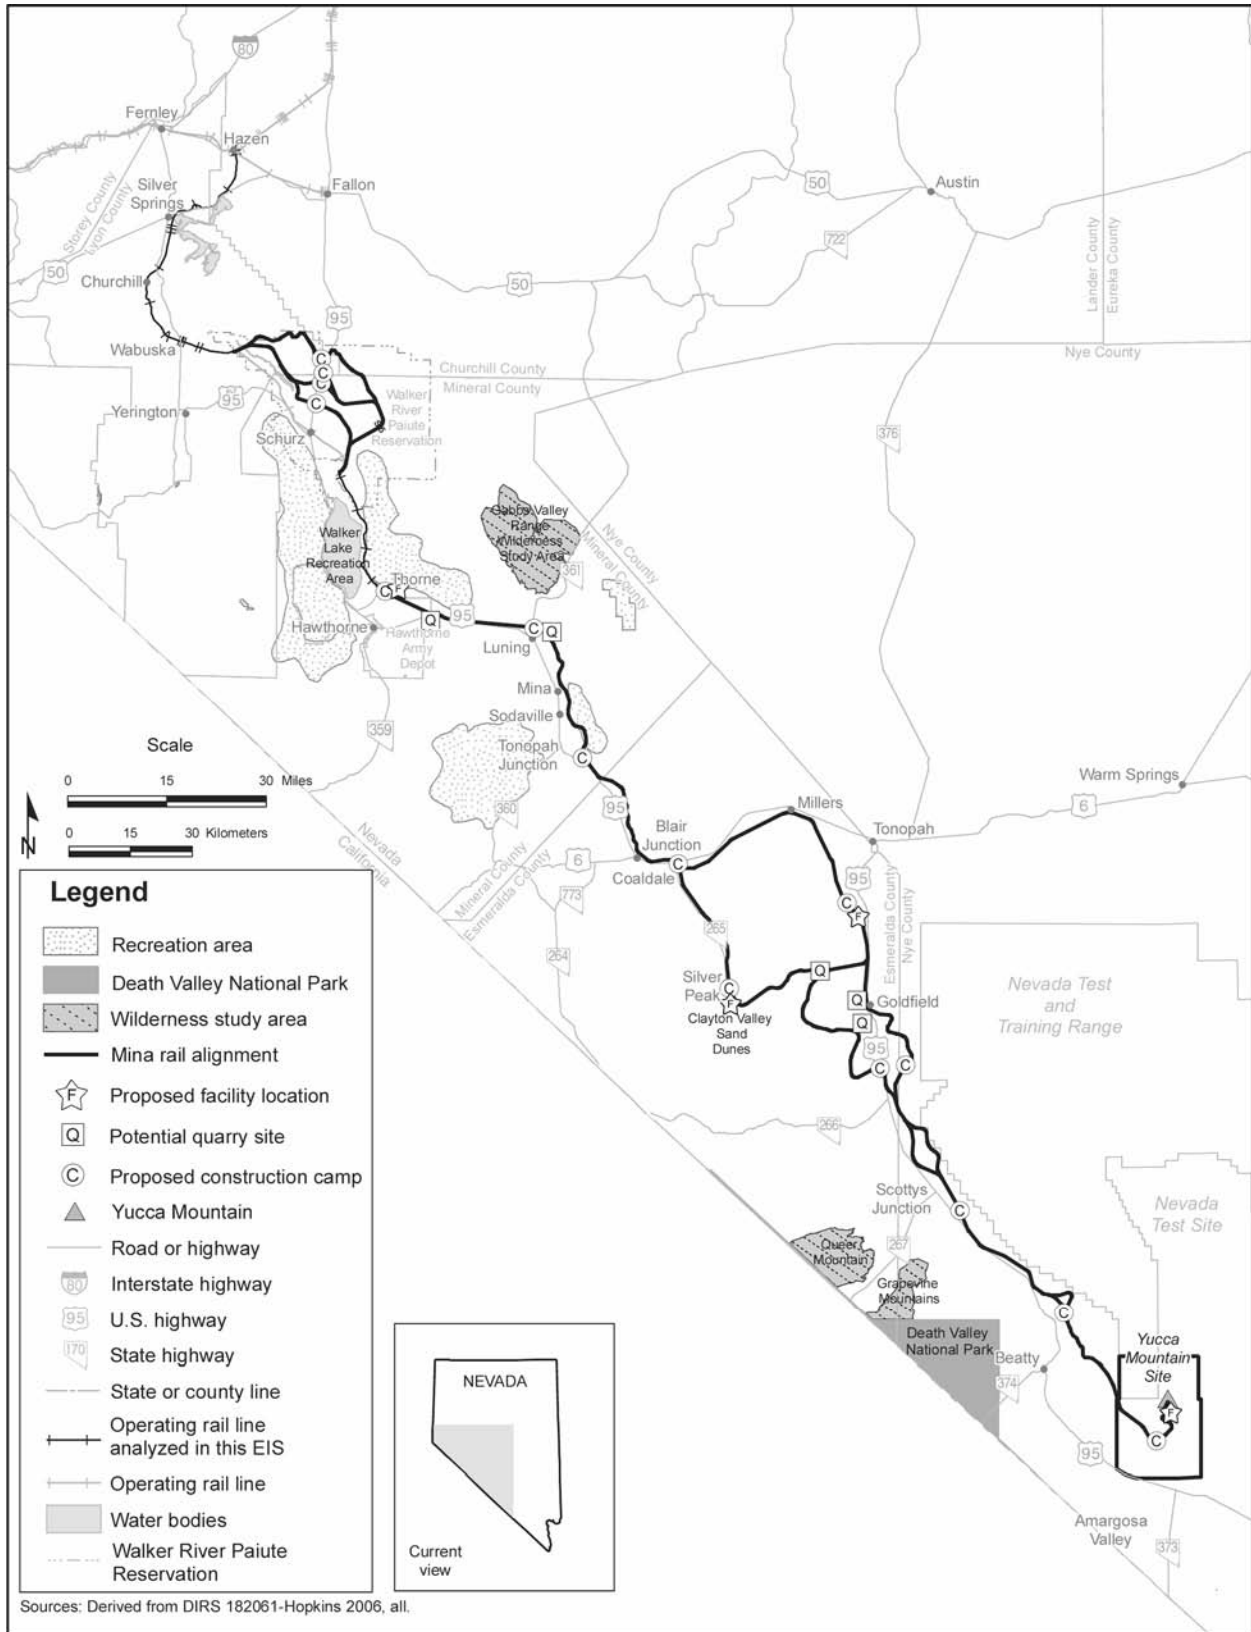 80
Fernley
Hazen
Silver
Springs
Fallon
Austin
50
Storey County
Lyon County
722
50
Churchill
50
Lander County
Eureka County
95
Wabuska
Nye County
Churchill County
Mineral County
C
C
C
C
Yerington
95
Walker
River
Paiute
Reservation
Schurz
376
Gabbs Valley
Range
Wilderness
Study Area
Nye County
Mineral County
Walker
Lake
Recreation
Area
361
Thorne
C
F
95
Q
Hawthorne
Hawthorne
Army
Depot
C
Q
Luning
Mina
Sodaville
Tonopah
Junction
C
359
Scale
0 15 30 Miles
0 15 30 Kilometers
N
Nevada
California
360
95
Warm Springs
6
Millers
Tonopah
Blair
Junction
C
6
Coaldale
Mineral County
Esmeralda County
773
264
265
95
C
F
Esmeralda County
Nye County
Silver
Peak
C
F
Q
Clayton Valley
Sand
Dunes
Q
Goldfield
Q
95
C
C
Nevada Test
and
Training Range
266
Scottys
Junction
C
Nevada
Test Site
267
Queer
Mountain
Grapevine
Mountains
C
Death Valley
National Park
Beatty
374
Yucca
Mountain
Site
F
C
95
Amargosa
Valley
373
Legend
Recreation area
Death Valley National Park
Wilderness study area
Mina rail alignment
F Proposed facility location
Q Potential quarry site
C Proposed construction camp
Yucca Mountain
Road or highway
80 Interstate highway
95 U.S. highway
170 State highway
State or county line
Operating rail line
analyzed in this EIS
Operating rail line
Water bodies
Walker River Paiute
Reservation
NEVADA
Current
view
Sources: Derived from DIRS 182061-Hopkins 2006, all.